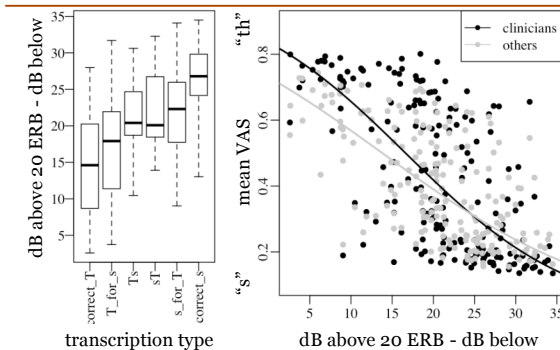 dB above 20 ERB - dB below
35
30
25
20
15
10
5
correct_T
T_for_s
Ts
sT
s_for_T
correct_s
transcription type
mean VAS
"th"
"s"
0.8
0.6
0.4
0.2
clinicians
others
5
10
15
20
25
30
35
dB above 20 ERB - dB below